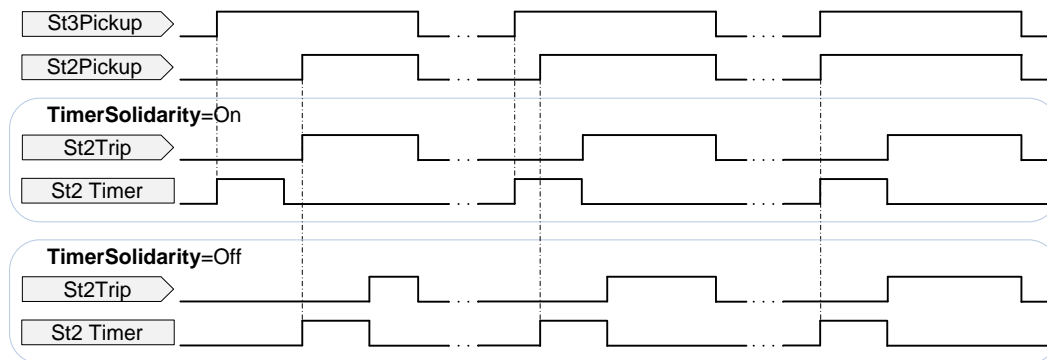 St3Pickup
. . .
. . .
St2Pickup
. . .
. . .
TimerSolidarity=On
St2Trip
. . .
. . .
St2 Timer
. . .
. . .
TimerSolidarity=Off
St2Trip
. . .
. . .
St2 Timer
. . .
. . .